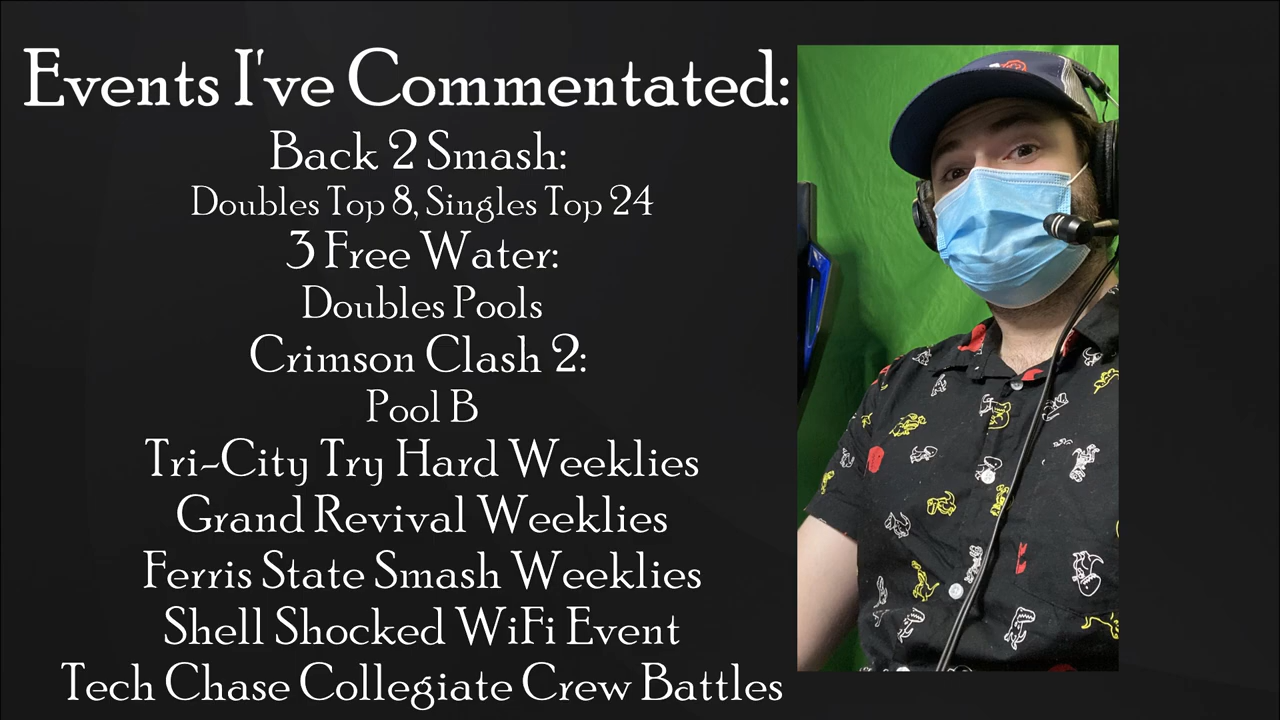 Events I've Commentated:
Back 2 Smash:
Doubles Top 8, Singles Top 24
3 Free Water:
Doubles Pools
Crimson Clash 2:
Pool B
Tri-City Try Hard Weeklies
Grand Revival Weeklies
Ferris State Smash Weeklies
Shell Shocked WiFi Event
Tech Chase Collegiate Crew Battles